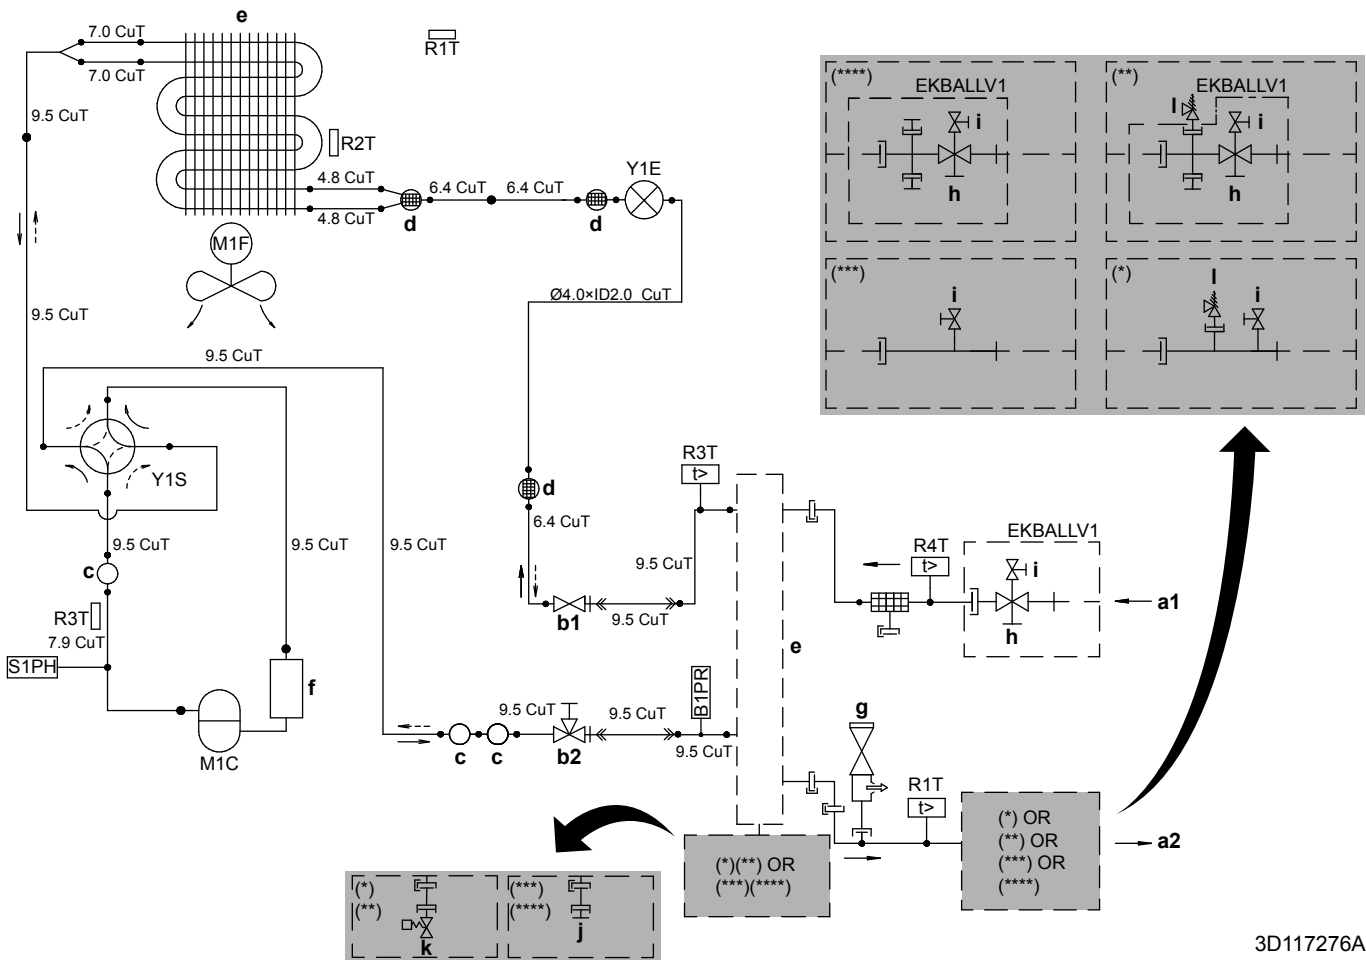 e
7.0 CuT
7.0 CuT
R1T
9.5 CuT
R2T
4.8 CuT
4.8 CuT
d
6.4 CuT
6.4 CuT
d
Y1E
M1F
Ø4.0×ID2.0 CuT
9.5 CuT
9.5 CuT
Y1S
9.5 CuT
c
R3T
7.9 CuT
S1PH
9.5 CuT
f
M1C
9.5 CuT
d
6.4 CuT
b1
9.5 CuT
9.5 CuT
R3T
t>
e
c
c
9.5 CuT
b2
9.5 CuT
B1PR
9.5 CuT
R4T
t>
EKBALLV1
i
h
a1
g
R1T
t>
(*) OR
(**) OR
(***) OR
(****)
a2
(*)(**) OR
(***)(****)
(*)
(**)
k
(***)
(****)
j
(****)
EKBALLV1
i
h
(**)
EKBALLV1
l
i
h
(***)
i
(*)
l
i
3D117276A